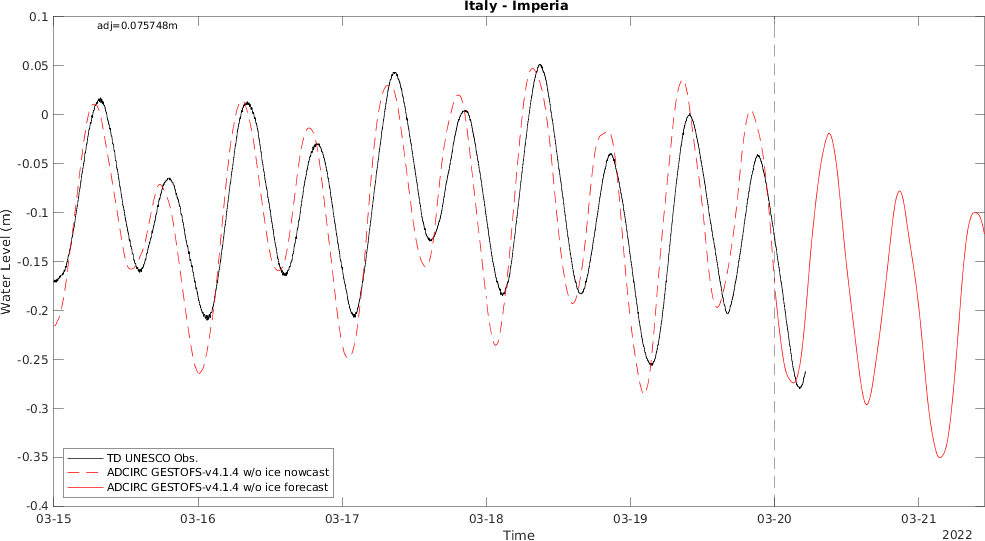 Italy - Imperia
adj=0.075748m
0.1
0.05
0
-0.05
-0.1
-0.15
-0.2
-0.25
-0.3
-0.35
-0.4
Water Level (m)
TD UNESCO Obs.
ADCIRC GESTOFS-v4.1.4 w/o ice nowcast
ADCIRC GESTOFS-v4.1.4 w/o ice forecast
03-15 03-16 03-17 03-18 03-19 03-20 03-21
Time
2022